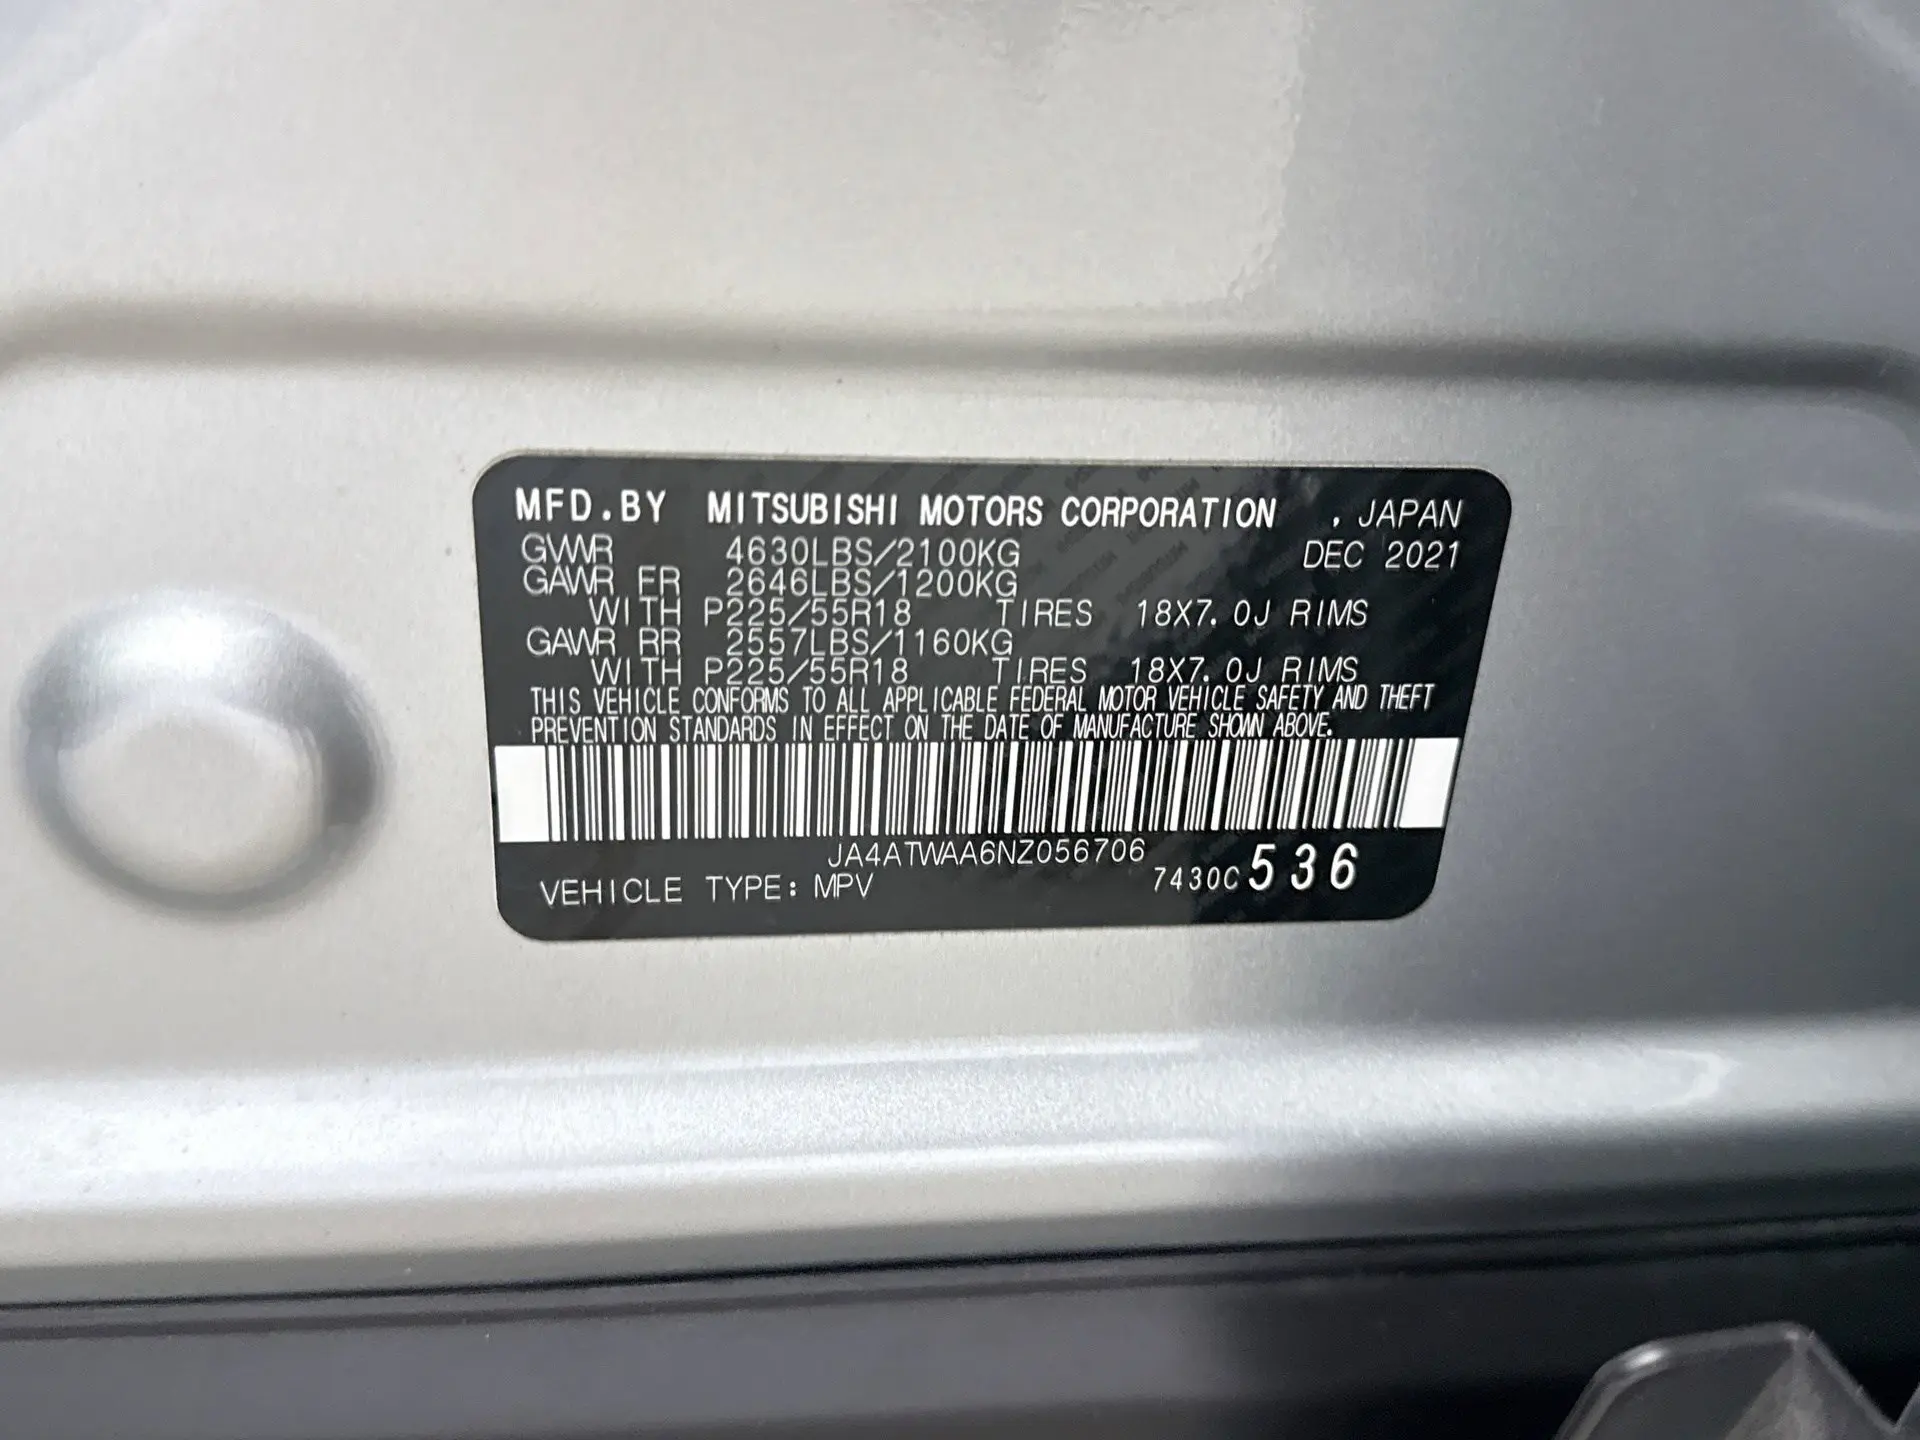 MFD.BY MITSUBISHI MOTORS CORPORATION , JAPAN
GVWR 4630LBS/2100KG DEC 2021
GAWR FR 2646LBS/1200KG
WITH P225/55R18 TIRES 18X7.0J RIMS
GAWR RR 2557LBS/1160KG
WITH P225/55R18 TIRES 18X7.0J RIMS
THIS VEHICLE CONFORMS TO ALL APPLICABLE FEDERAL MOTOR VEHICLE SAFETY AND THEFT
PREVENTION STANDARDS IN EFFECT ON THE DATE OF MANUFACTURE SHOWN ABOVE.
JA4ATWAA6NZ056706
VEHICLE TYPE: MPV 7430C 536